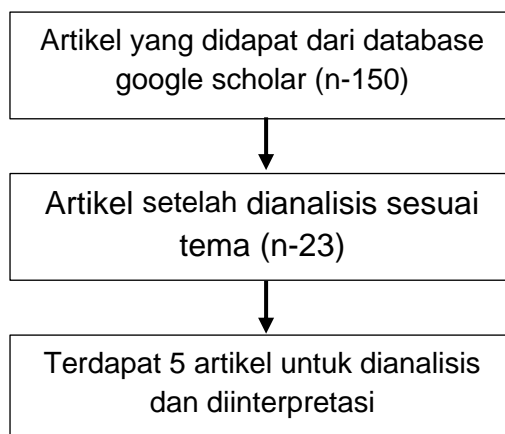 Artikel yang didapat dari database
google scholar (n-150)
Artikel setelah dianalisis sesuai
tema (n-23)
Terdapat 5 artikel untuk dianalisis
dan diinterpretasi